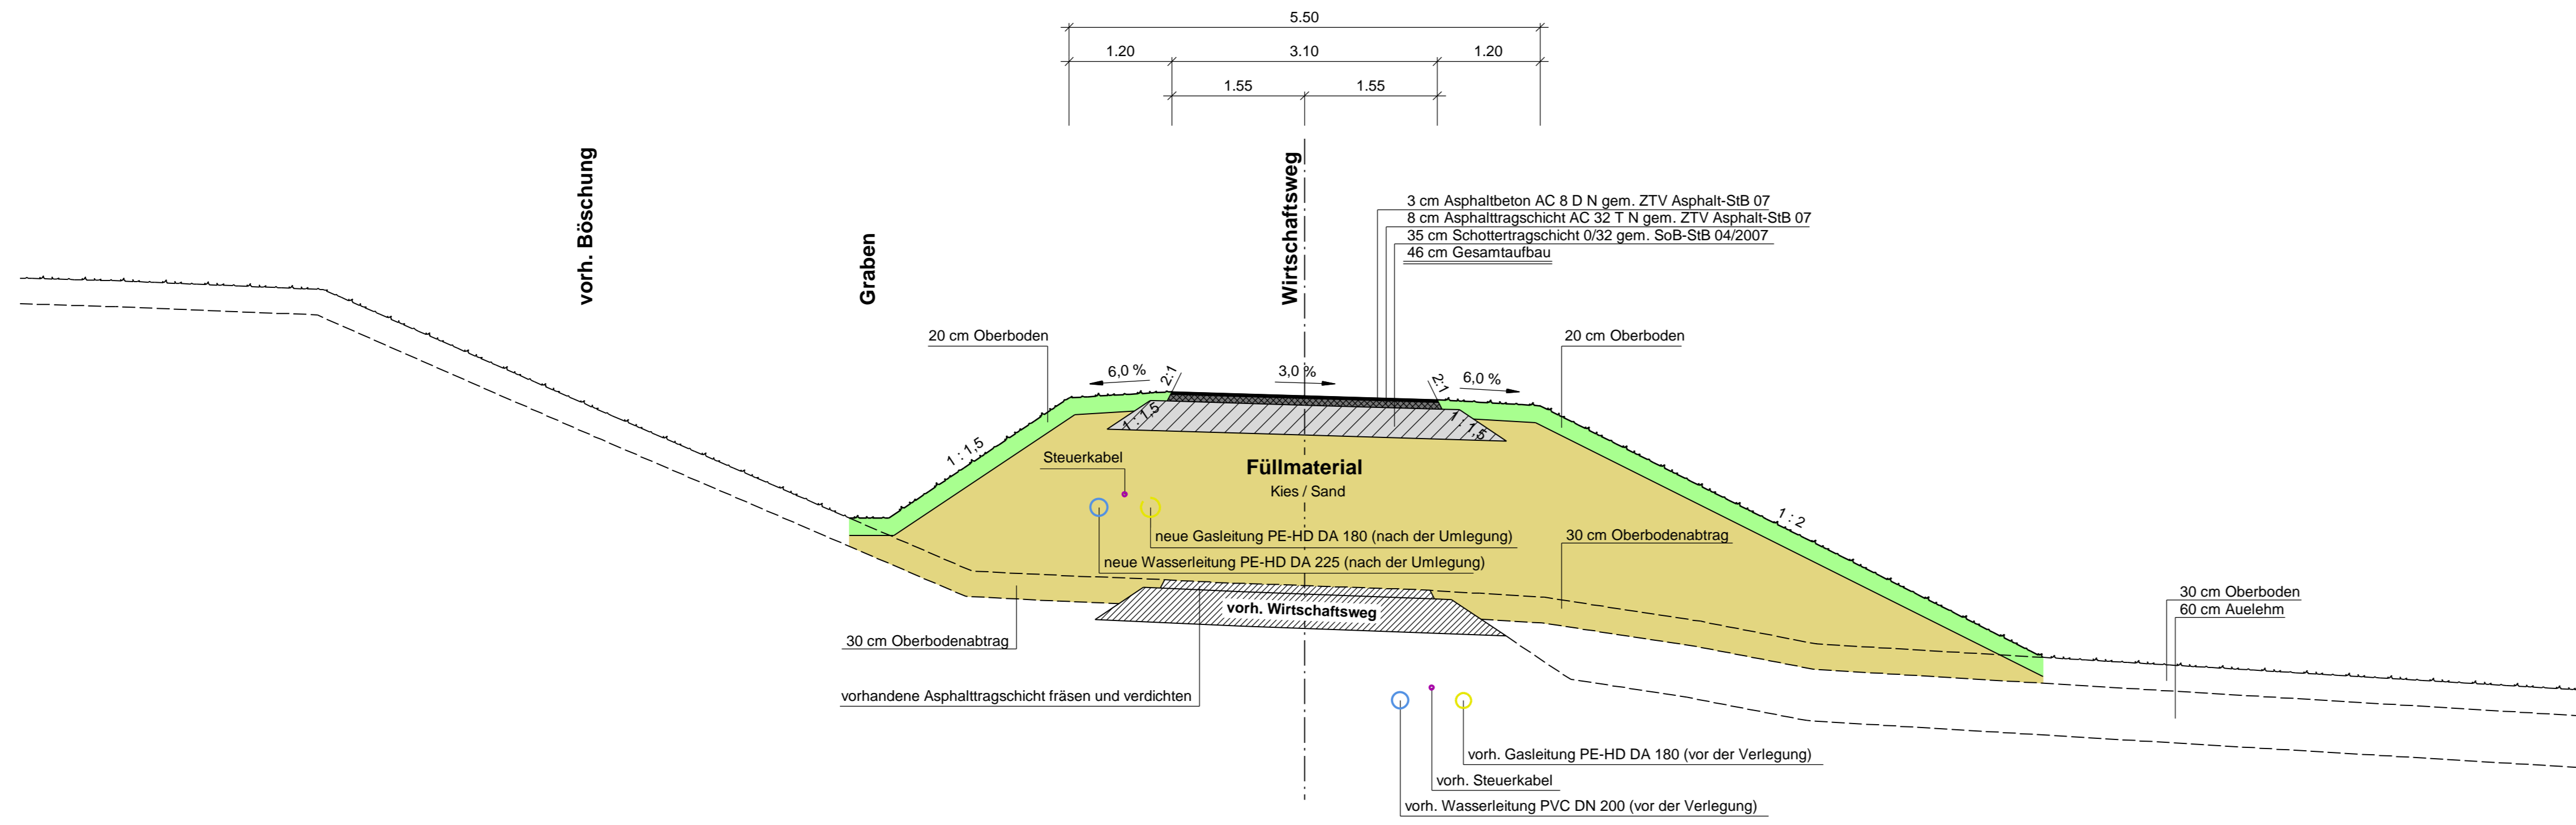 5.50
1.20 3.10 1.20
1.55 1.55
vorh. Böschung
Graben
Wirtschaftsweg
3 cm Asphaltbeton AC 8 D N gem. ZTV Asphalt-StB 07
8 cm Asphalttragschicht AC 32 T N gem. ZTV Asphalt-StB 07
35 cm Schottertragschicht 0/32 gem. SoB-StB 04/2007
46 cm Gesamtaufbau
20 cm Oberboden
20 cm Oberboden
6,0 %
2:1
3,0 %
2:1
6,0 %
1 : 1,5
1 : 1,5
1 : 1,5
Steuerkabel
Füllmaterial
Kies / Sand
1 : 2
neue Gasleitung PE-HD DA 180 (nach der Umlegung)
30 cm Oberbodenabtrag
neue Wasserleitung PE-HD DA 225 (nach der Umlegung)
vorh. Wirtschaftsweg
30 cm Oberboden
60 cm Auelehm
30 cm Oberbodenabtrag
vorhandene Asphalttragschicht fräsen und verdichten
vorh. Gasleitung PE-HD DA 180 (vor der Verlegung)
vorh. Steuerkabel
vorh. Wasserleitung PVC DN 200 (vor der Verlegung)